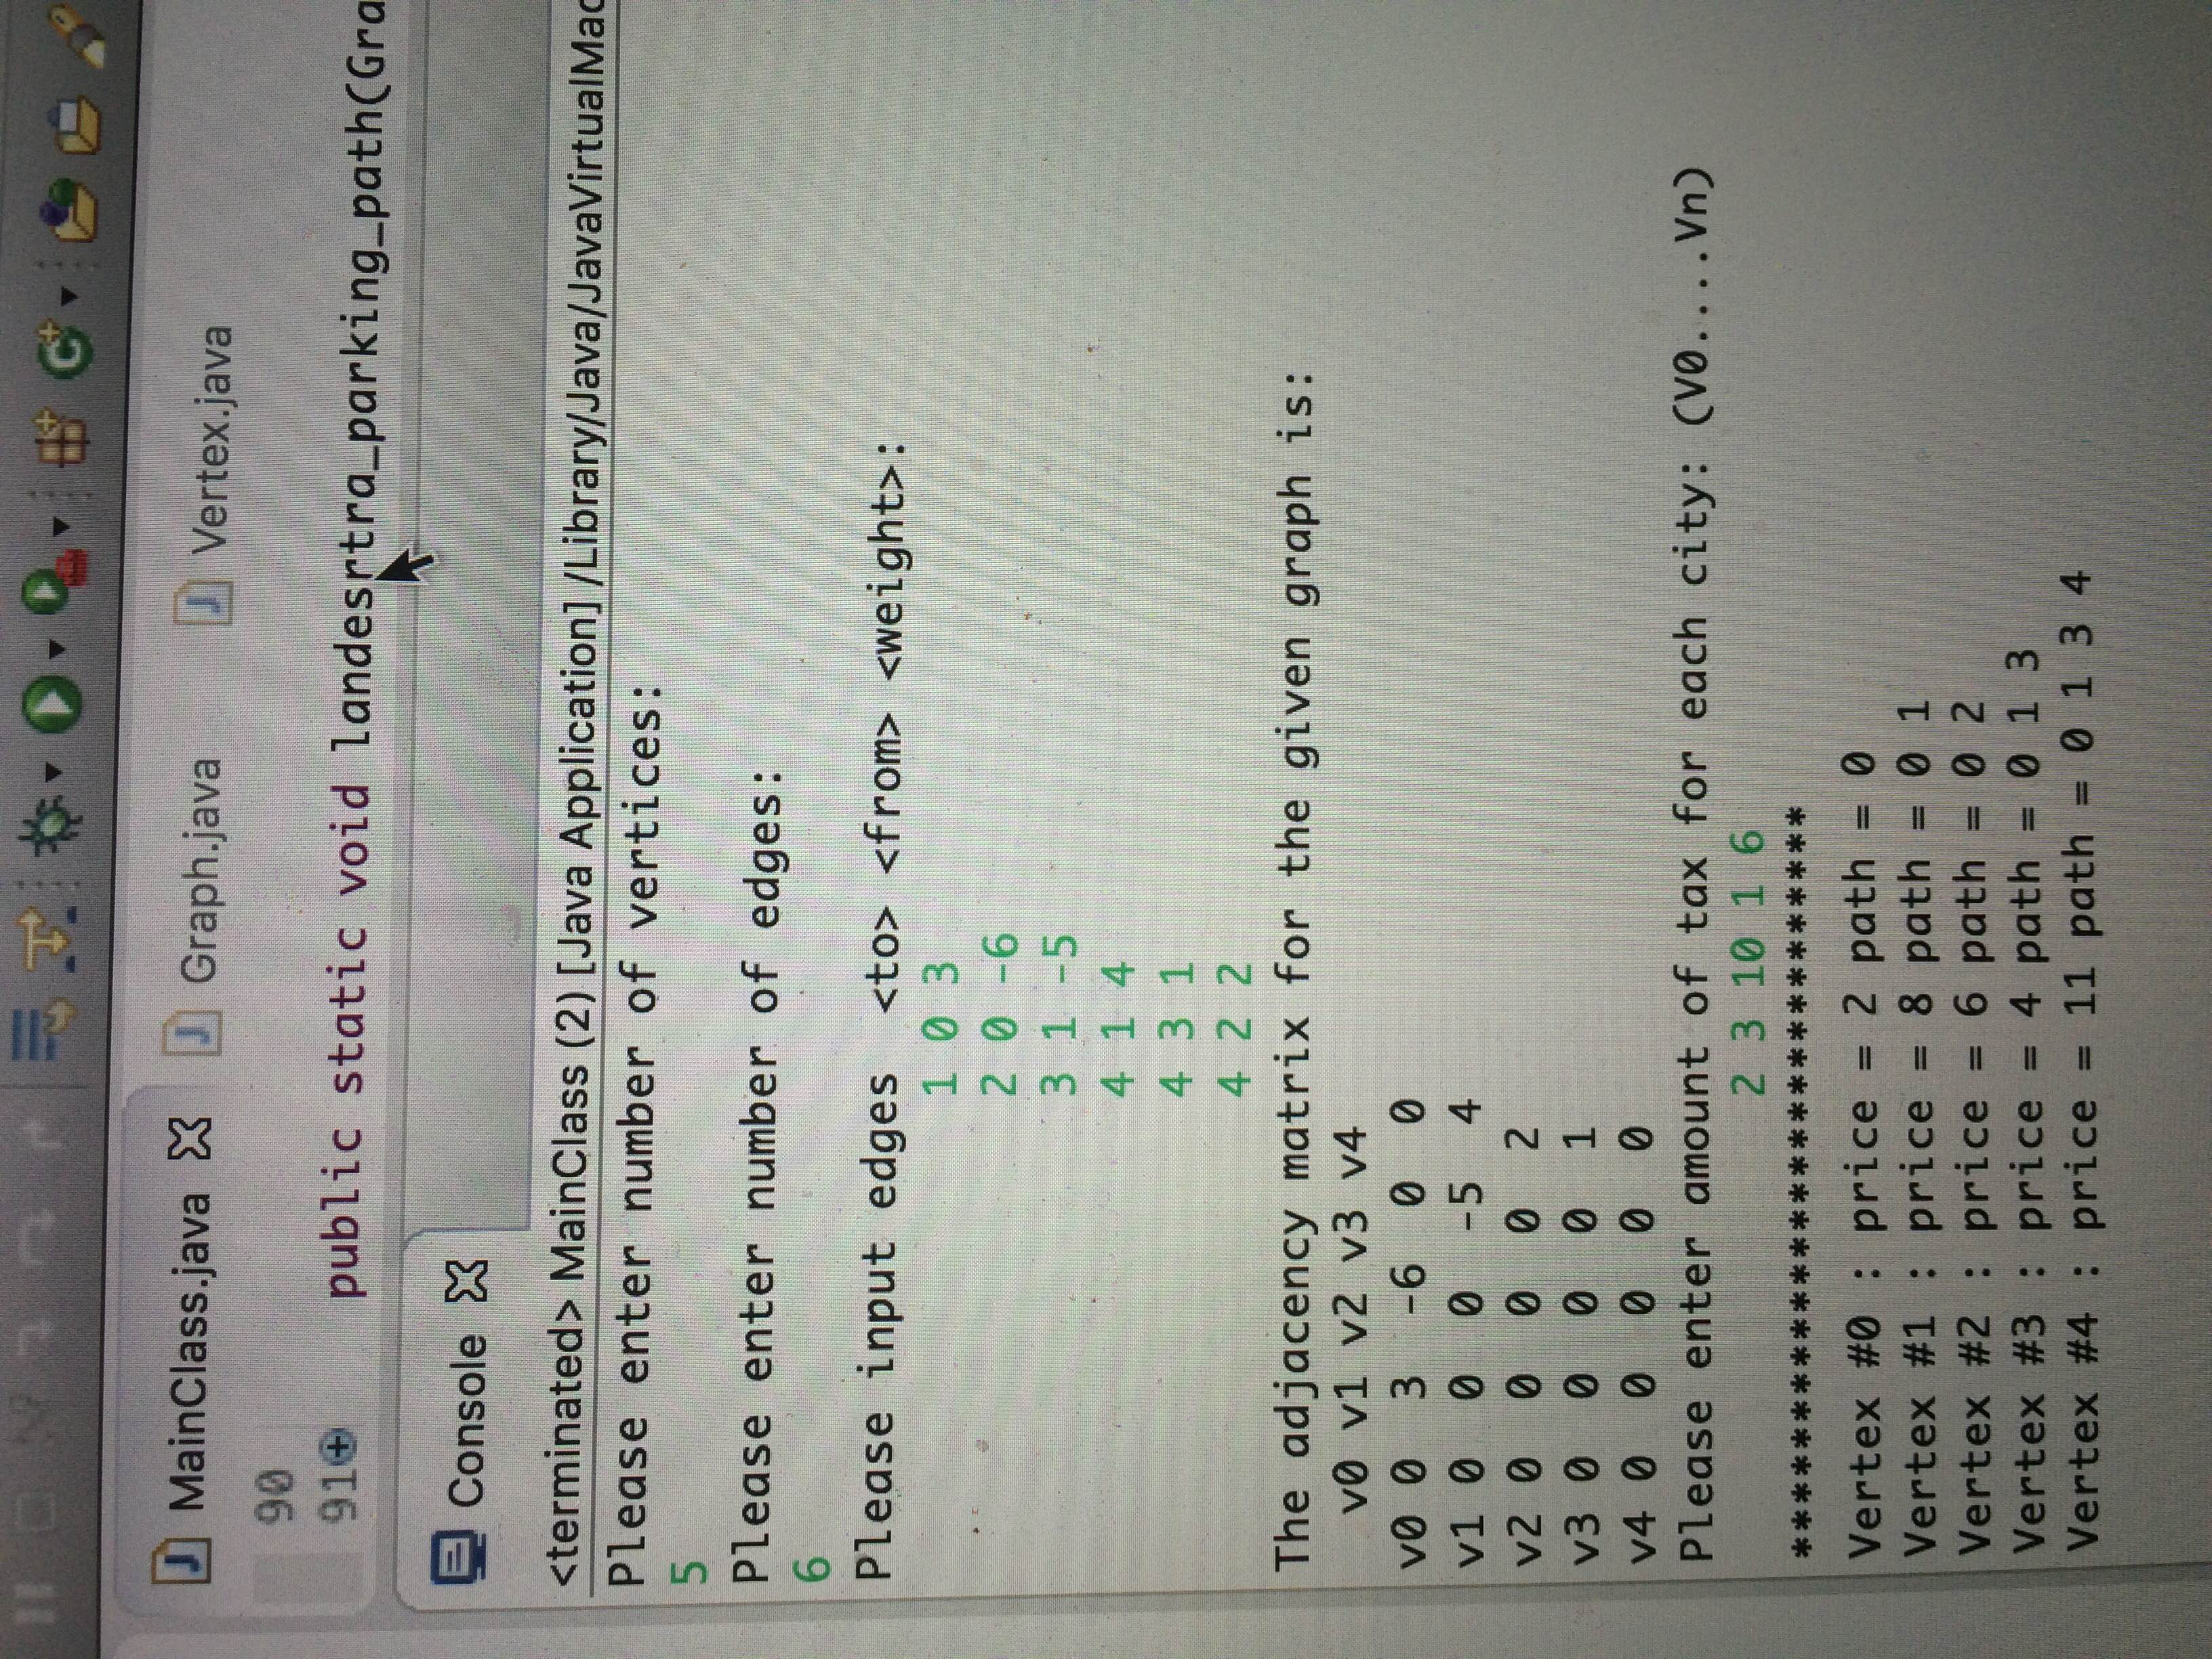 MainClass.java Graph.java Vertex.java
90
91 public static void landesrtra_parking_path(Gra
Console
<terminated> MainClass (2) [Java Application] /Library/Java/JavaVirtualMac
Please enter number of vertices:
5
Please enter number of edges:
6
Please input edges <to> <from> <weight>:
1 0 3
2 0 -6
3 1 -5
4 1 4
4 3 1
4 2 2
The adjacency matrix for the given graph is:
v0 v1 v2 v3 v4
v0 0 3 -6 0 0
v1 0 0 0 -5 4
v2 0 0 0 0 2
v3 0 0 0 0 1
v4 0 0 0 0 0
Please enter amount of tax for each city: (V0....Vn)
2 3 10 1 6
****************************
Vertex #0 : price = 2 path = 0
Vertex #1 : price = 8 path = 0 1
Vertex #2 : price = 6 path = 0 2
Vertex #3 : price = 4 path = 0 1 3
Vertex #4 : price = 11 path = 0 1 3 4